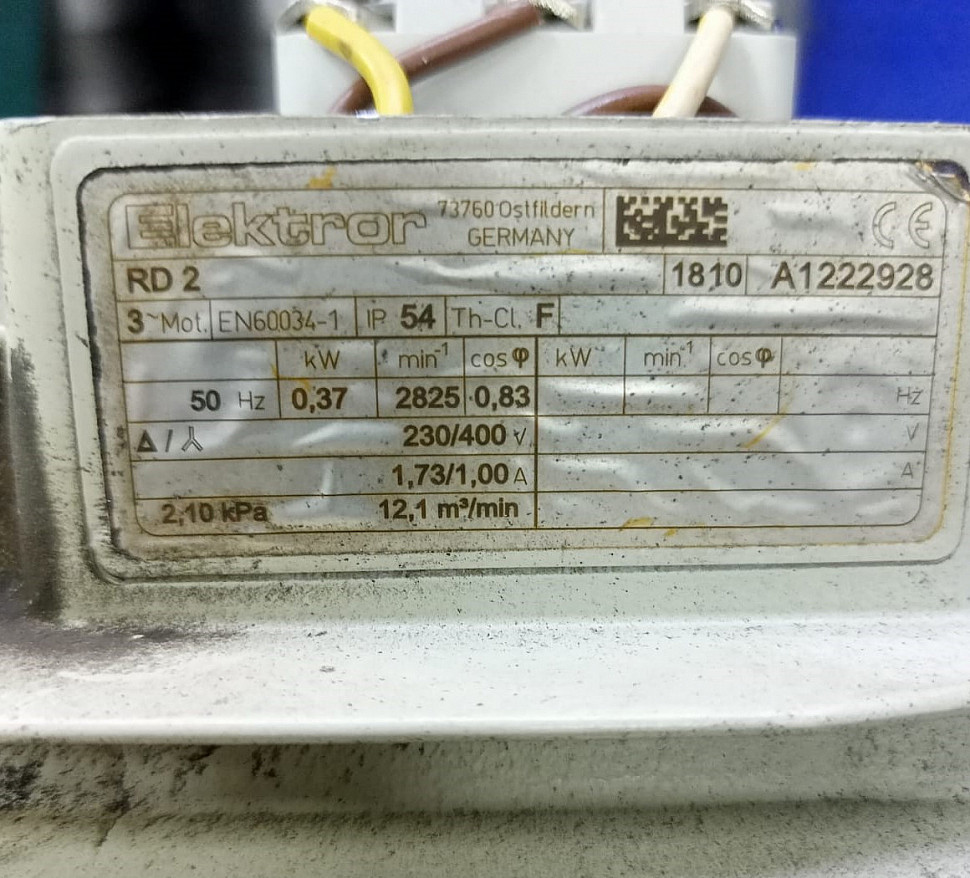 Elektror 73760 Ostfildern
GERMANY CE
RD 2 1810 A1222928
3~Mot. EN60034-1 IP 54 Th-Cl. F
kW min⁻¹ cosφ kW min⁻¹ cosφ
50 Hz 0,37 2825 0,83 Hz
Δ / 人 230/400 V V
1,73/1,00 A A
2,10 kPa 12,1 m³/min